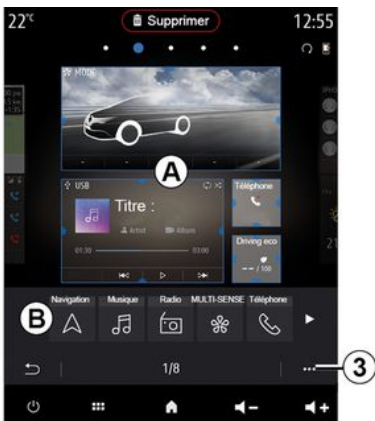 22°C
Supprimer
12:55
MODE
A
USB
Titre :
Artist
Album
01:30
03:00
Téléphone
Driving eco
-- / 100
B
Navigation
Musique
Radio
MULTI-SENSE
Téléphone
1/8
3